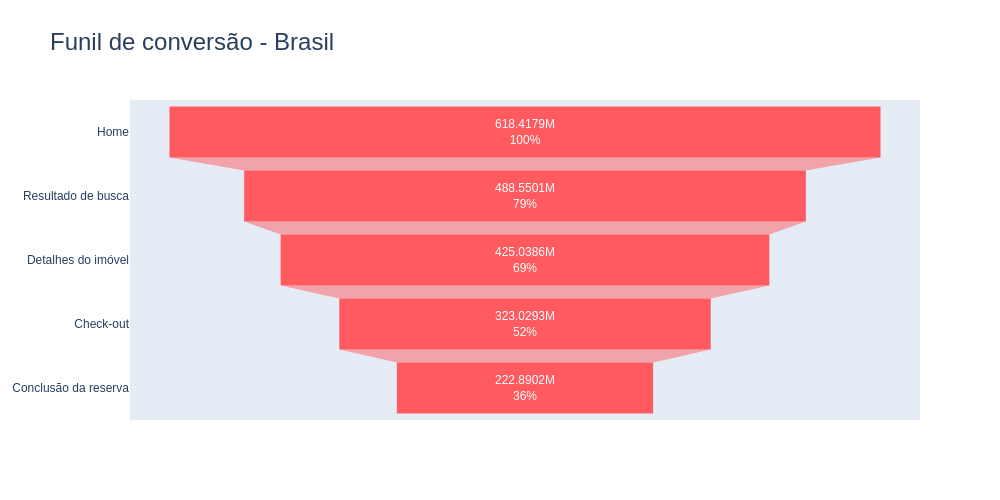 Funil de conversão - Brasil
Home
618.4179M
100%
Resultado de busca
488.5501M
79%
Detalhes do imóvel
425.0386M
69%
Check-out
323.0293M
52%
Conclusão da reserva
222.8902M
36%